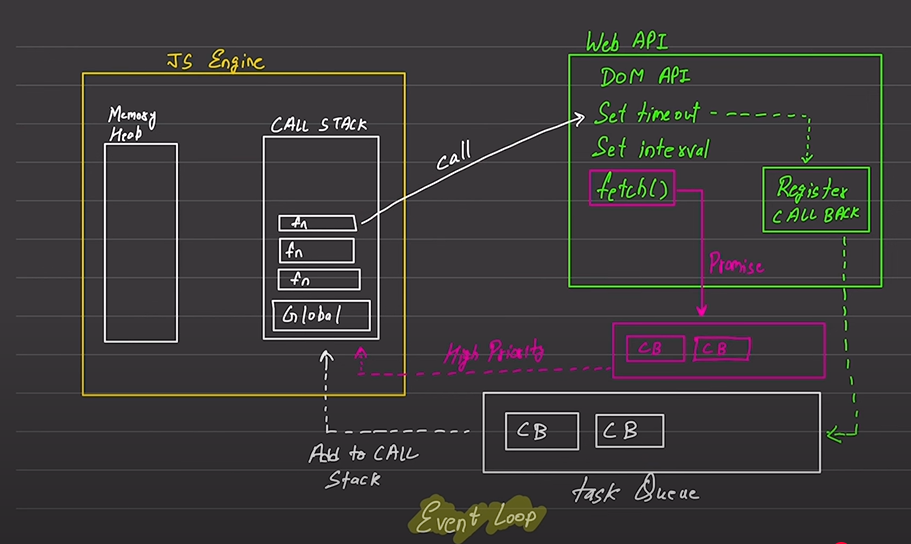 JS Engine
Memory
Heab
CALL STACK
fn
fn
fn
Global
call
Web API
DOM API
Set timeout
Set interval
fetch()
Register
CALL BACK
Promise
CB
CB
High Priority
CB
CB
Add to CALL
Stack
task Queue
Event Loop